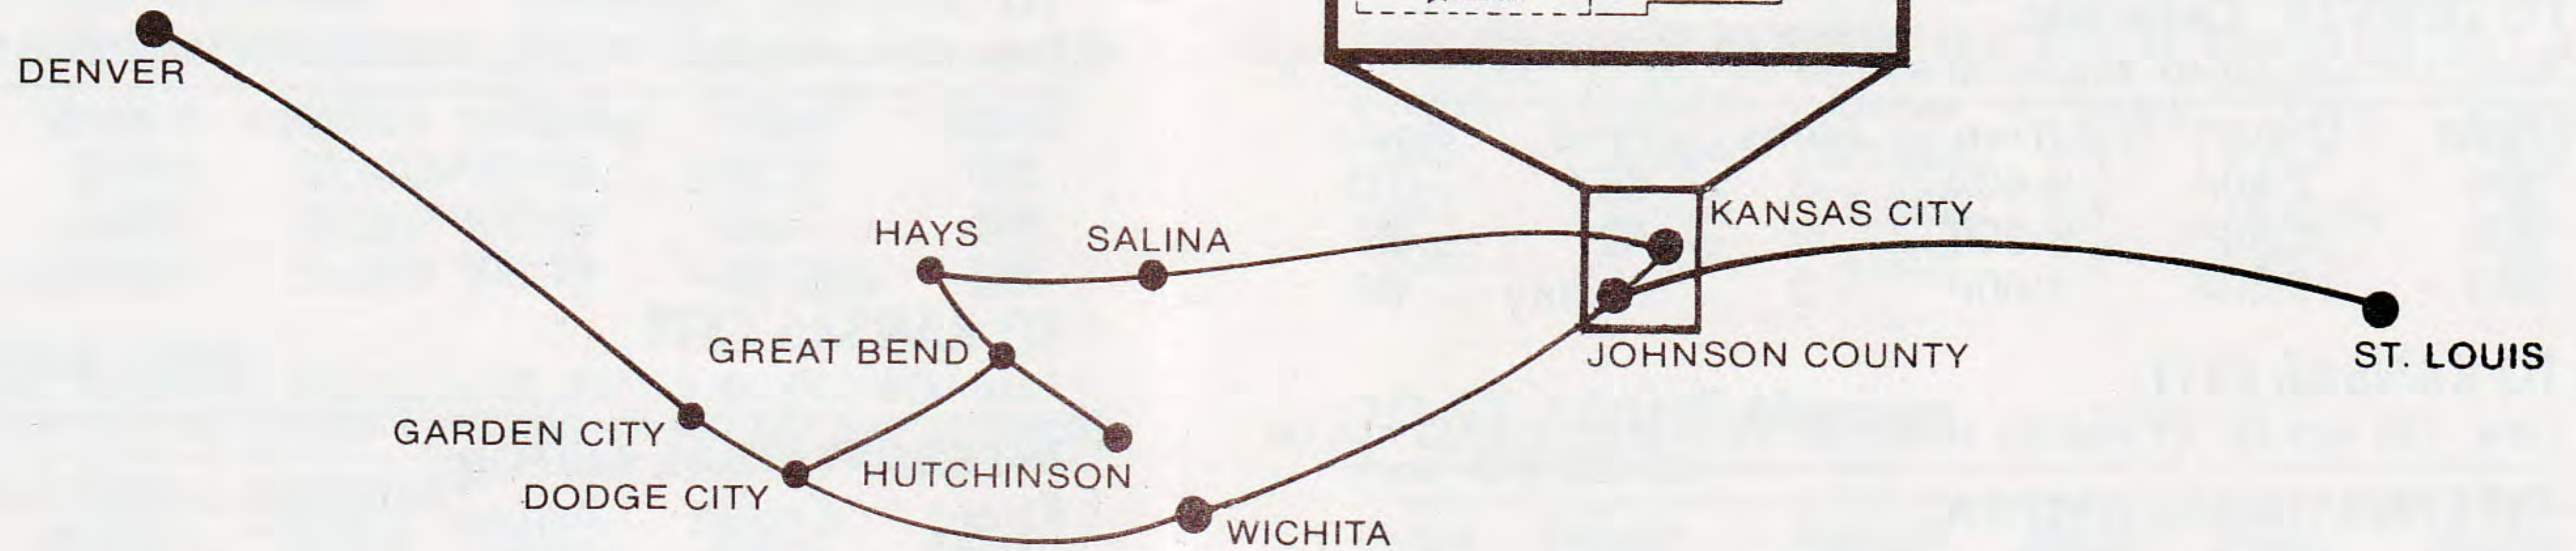 DENVER
HAYS
SALINA
KANSAS CITY
GREAT BEND
JOHNSON COUNTY
ST. LOUIS
GARDEN CITY
HUTCHINSON
DODGE CITY
WICHITA